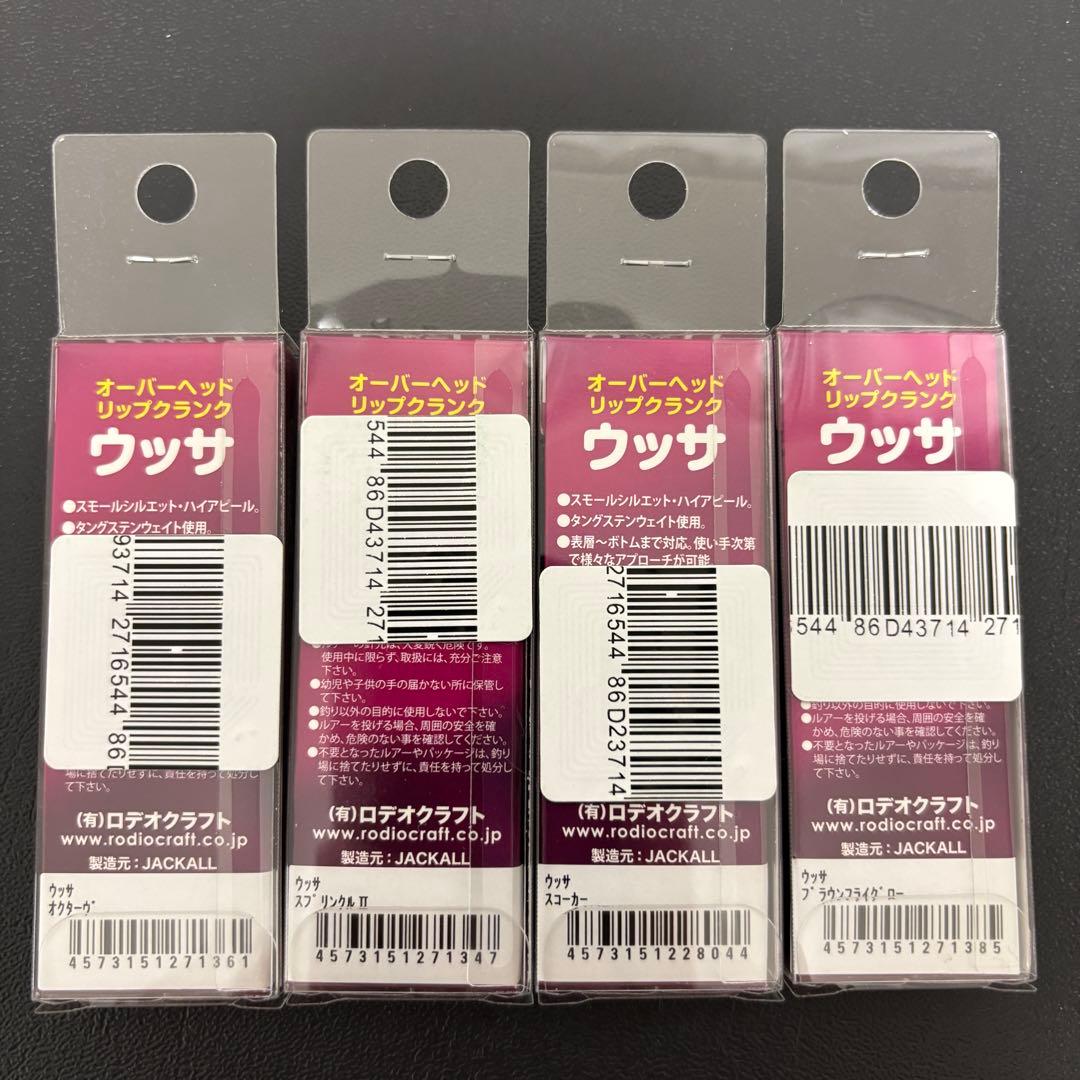 オーバーヘッド
リップクランク
ウッサ
●スモールシルエット・ハイアピール。
●タングステンウェイト使用。
93714 2716544 86
場に捨てたりせずに、責任を持って処分し
て下さい。
ウッサ
オクターヴ
4573151271361
オーバーヘッド
リップクランク
544 86D43714 271
使用中に限らず、取扱には、充分ご注意
下さい。
●幼児や子供の手の届かない所に保管し
て下さい。
●釣り以外の目的に使用しないで下さい。
●ルアーを投げる場合、周囲の安全を確
かめ、危険のない事を確認してください。
●不要となったルアーやパッケージは、釣り
場に捨てたりせずに、責任を持って処分し
て下さい。
(有)ロデオクラフト
www.rodiocraft.co.jp
製造元：JACKALL
ウッサ
スプリンクルⅡ
4573151271347
オーバーヘッド
リップクランク
ウッサ
●スモールシルエット・ハイアピール。
●タングステンウェイト使用。
●表層〜ボトムまで対応。使い手次第
で様々なアプローチが可能
2716544 86D23714
(有)ロデオクラフト
www.rodiocraft.co.jp
製造元：JACKALL
ウッサ
スコーカー
4573151228044
オーバーヘッド
リップクランク
ウッサ
544 86D43714 271
●釣り以外の目的に使用しないで下さい。
●ルアーを投げる場合、周囲の安全を確
かめ、危険のない事を確認してください。
●不要となったルアーやパッケージは、釣り
場に捨てたりせずに、責任を持って処分し
て下さい。
(有)ロデオクラフト
www.rodiocraft.co.jp
製造元：JACKALL
ウッサ
ブラウンフライグロー
4573151271385